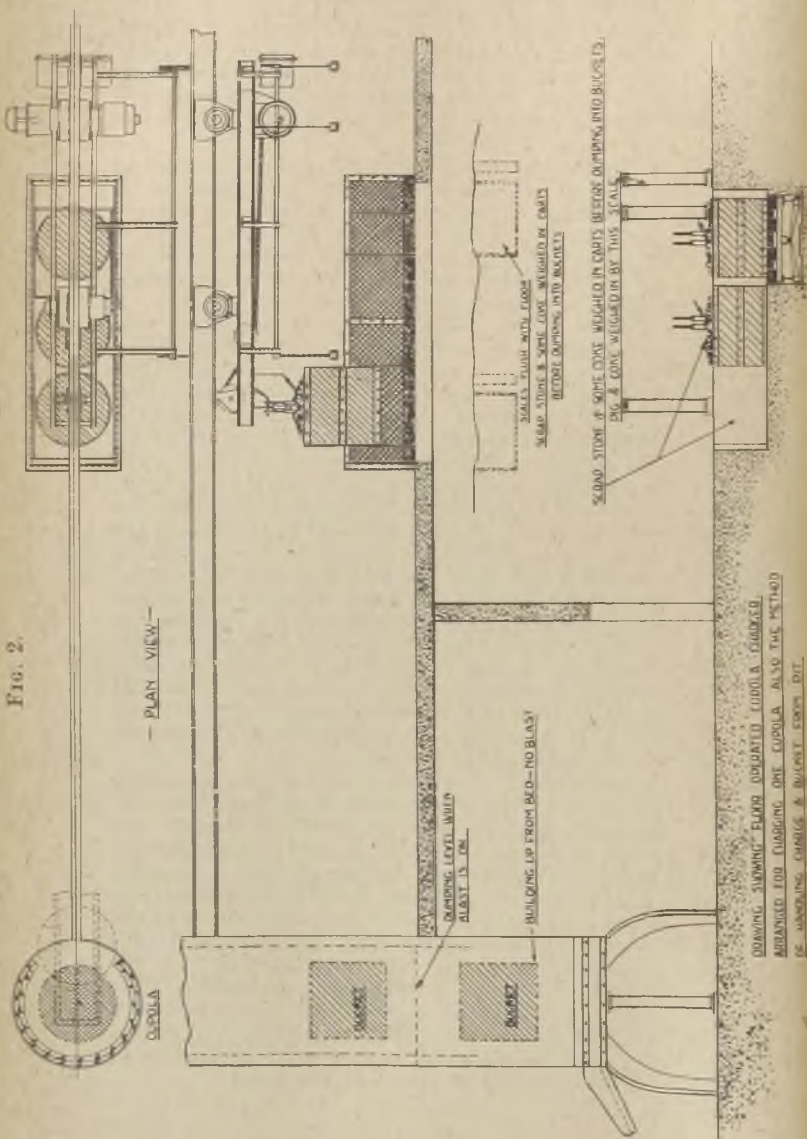 FIG. 2.
— PLAN VIEW —
CUPOLA
DUMPING LEVEL WHEN
BLAST IS ON.
BUCKET
BUILDING UP FROM BED—NO BLAST
BUCKET
SCALES FLUSH WITH FLOOR
SCRAP STONE & SOME COKE WEIGHED IN CARTS
BEFORE DUMPING INTO BUCKETS
SCRAP STONE & SOME COKE WEIGHED IN CARTS BEFORE DUMPING INTO BUCKETS.
PIG & COKE WEIGHED IN BY THIS SCALE
DRAWING SHOWING FLOOR OPERATED CUPOLA CHARGER
ARRANGED FOR CHARGING ONE CUPOLA ALSO THE METHOD
OF HANDLING CHARGE & BUCKET FROM PIT